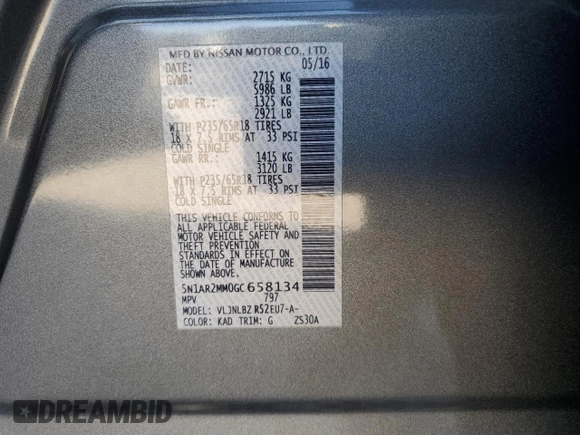 MFD BY NISSAN MOTOR CO., LTD.
DATE: 05/16
GVWR: 2715 KG
5986 LB
GAWR FR.: 1325 KG
2921 LB
WITH P235/65R18 TIRES
18 X 7.5 RIMS AT 33 PSI
COLD SINGLE
GAWR RR.: 1415 KG
3120 LB
WITH P235/65R18 TIRES
18 X 7.5 RIMS AT 33 PSI
COLD SINGLE
THIS VEHICLE CONFORMS TO
ALL APPLICABLE FEDERAL
MOTOR VEHICLE SAFETY AND
THEFT PREVENTION
STANDARDS IN EFFECT ON
THE DATE OF MANUFACTURE
SHOWN ABOVE.
5N1AR2MM0GC658134
MPV 797
MODEL: VLJNLBZ R52EU7-A-
COLOR: KAD TRIM: G ZS30A
DREAMBID